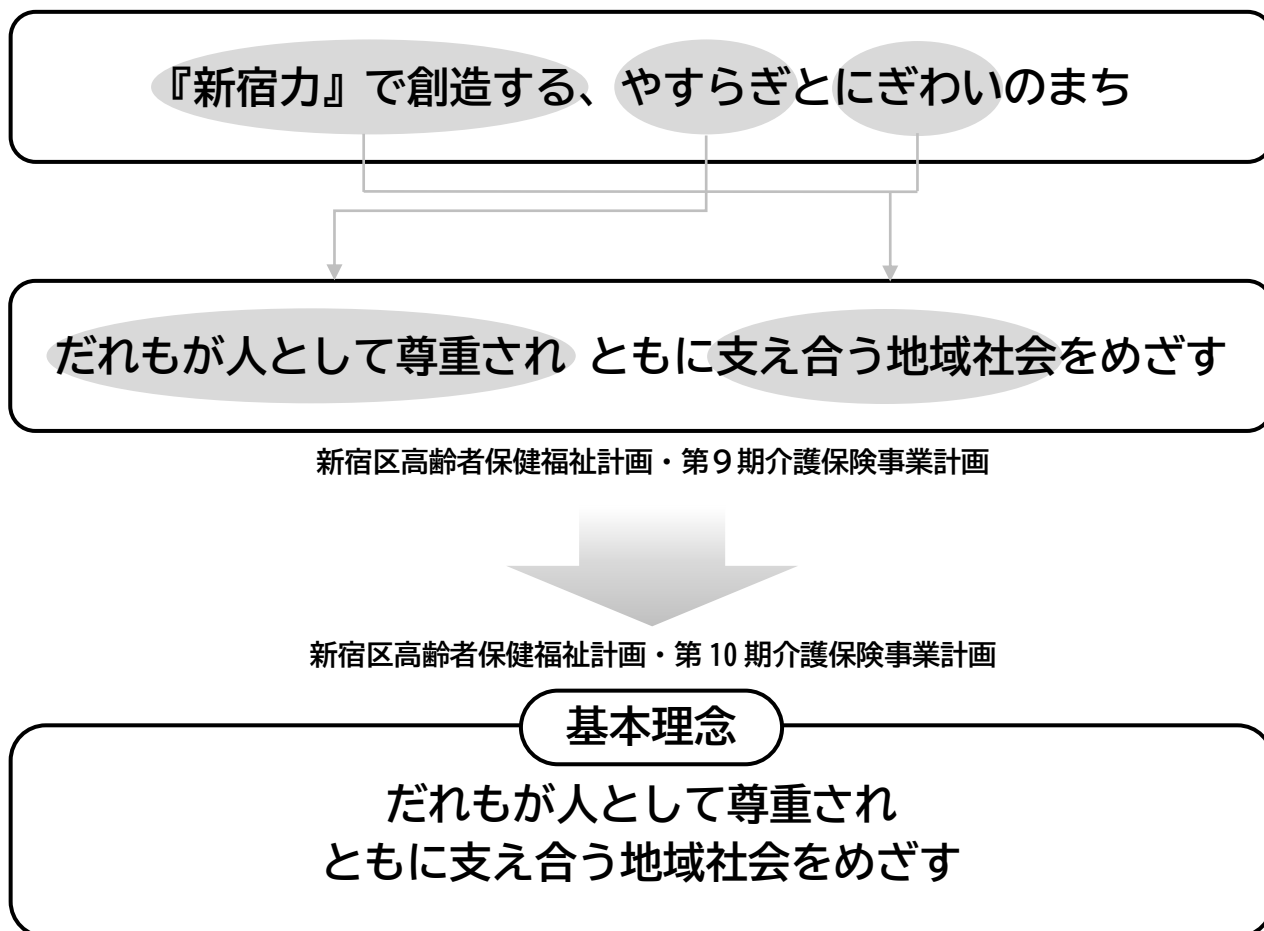 『新宿力』で創造する、やすらぎとにぎわいのまち
だれもが人として尊重され ともに支え合う地域社会をめざす
新宿区高齢者保健福祉計画・第９期介護保険事業計画
新宿区高齢者保健福祉計画・第 10 期介護保険事業計画
基本理念
だれもが人として尊重され
ともに支え合う地域社会をめざす